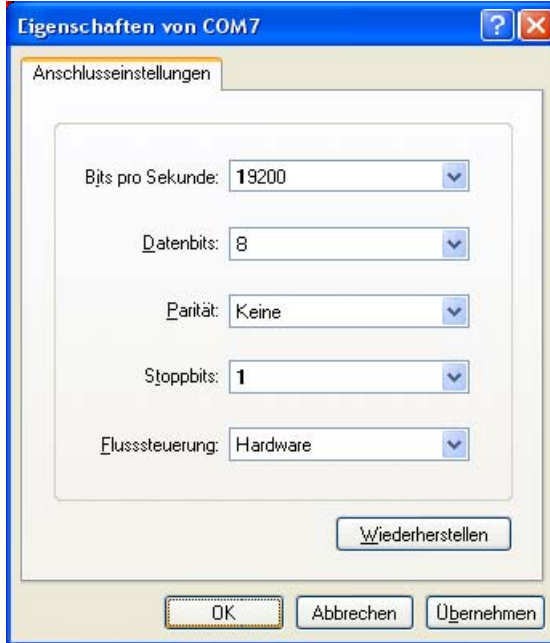 Eigenschaften von COM7
Anschlusseinstellungen
Bits pro Sekunde: 19200
Datenbits: 8
Parität: Keine
Stoppbits: 1
Flusssteuerung: Hardware
Wiederherstellen
OK Abbrechen Übernehmen